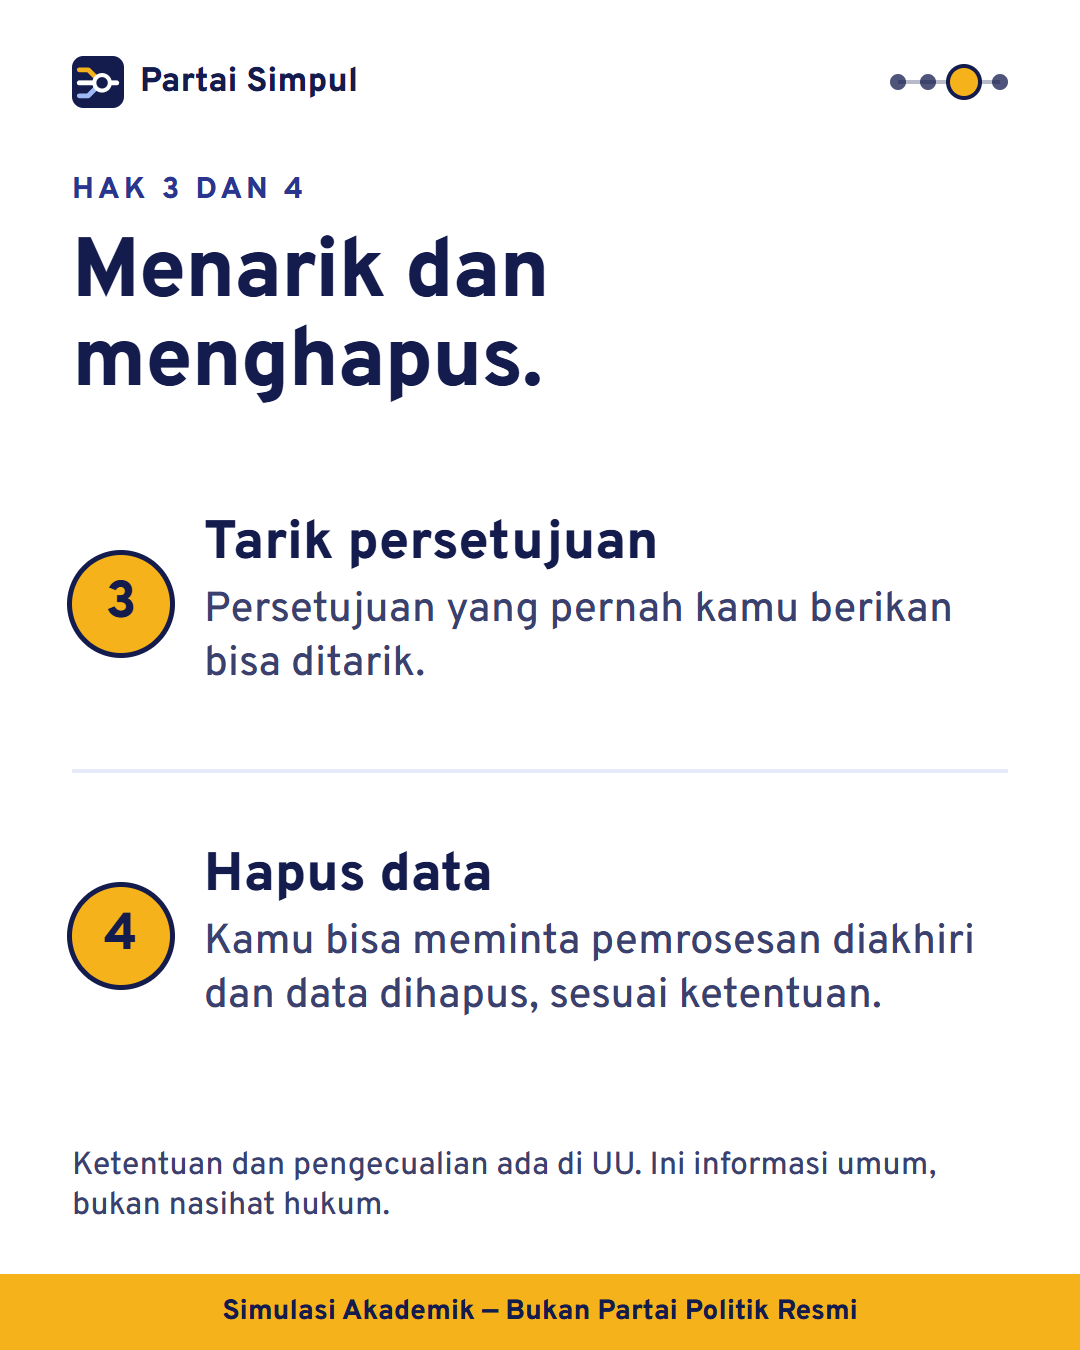 Partai Simpul
HAK 3 DAN 4
Menarik dan
menghapus.
3
Tarik persetujuan
Persetujuan yang pernah kamu berikan
bisa ditarik.
4
Hapus data
Kamu bisa meminta pemrosesan diakhiri
dan data dihapus, sesuai ketentuan.
Ketentuan dan pengecualian ada di UU. Ini informasi umum,
bukan nasihat hukum.
Simulasi Akademik – Bukan Partai Politik Resmi